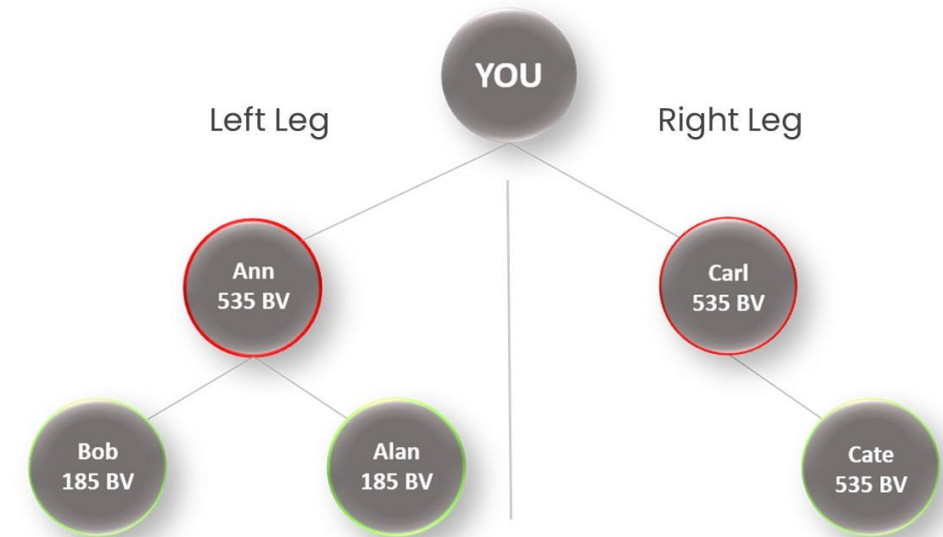 YOU
Left Leg
Right Leg
Ann
535 BV
Carl
535 BV
Bob
185 BV
Alan
185 BV
Cate
535 BV